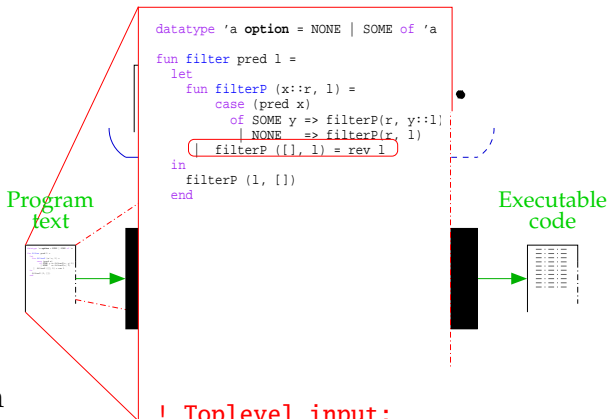 datatype 'a option = NONE | SOME of 'a
fun filter pred l =
let
fun filterP (x::r, l) =
case (pred x)
of SOME y => filterP(r, y::l)
| NONE => filterP(r, l)
| filterP ([], l) = rev l
in
filterP (l, [])
end
Program
text
Executable
code
! Toplevel input: